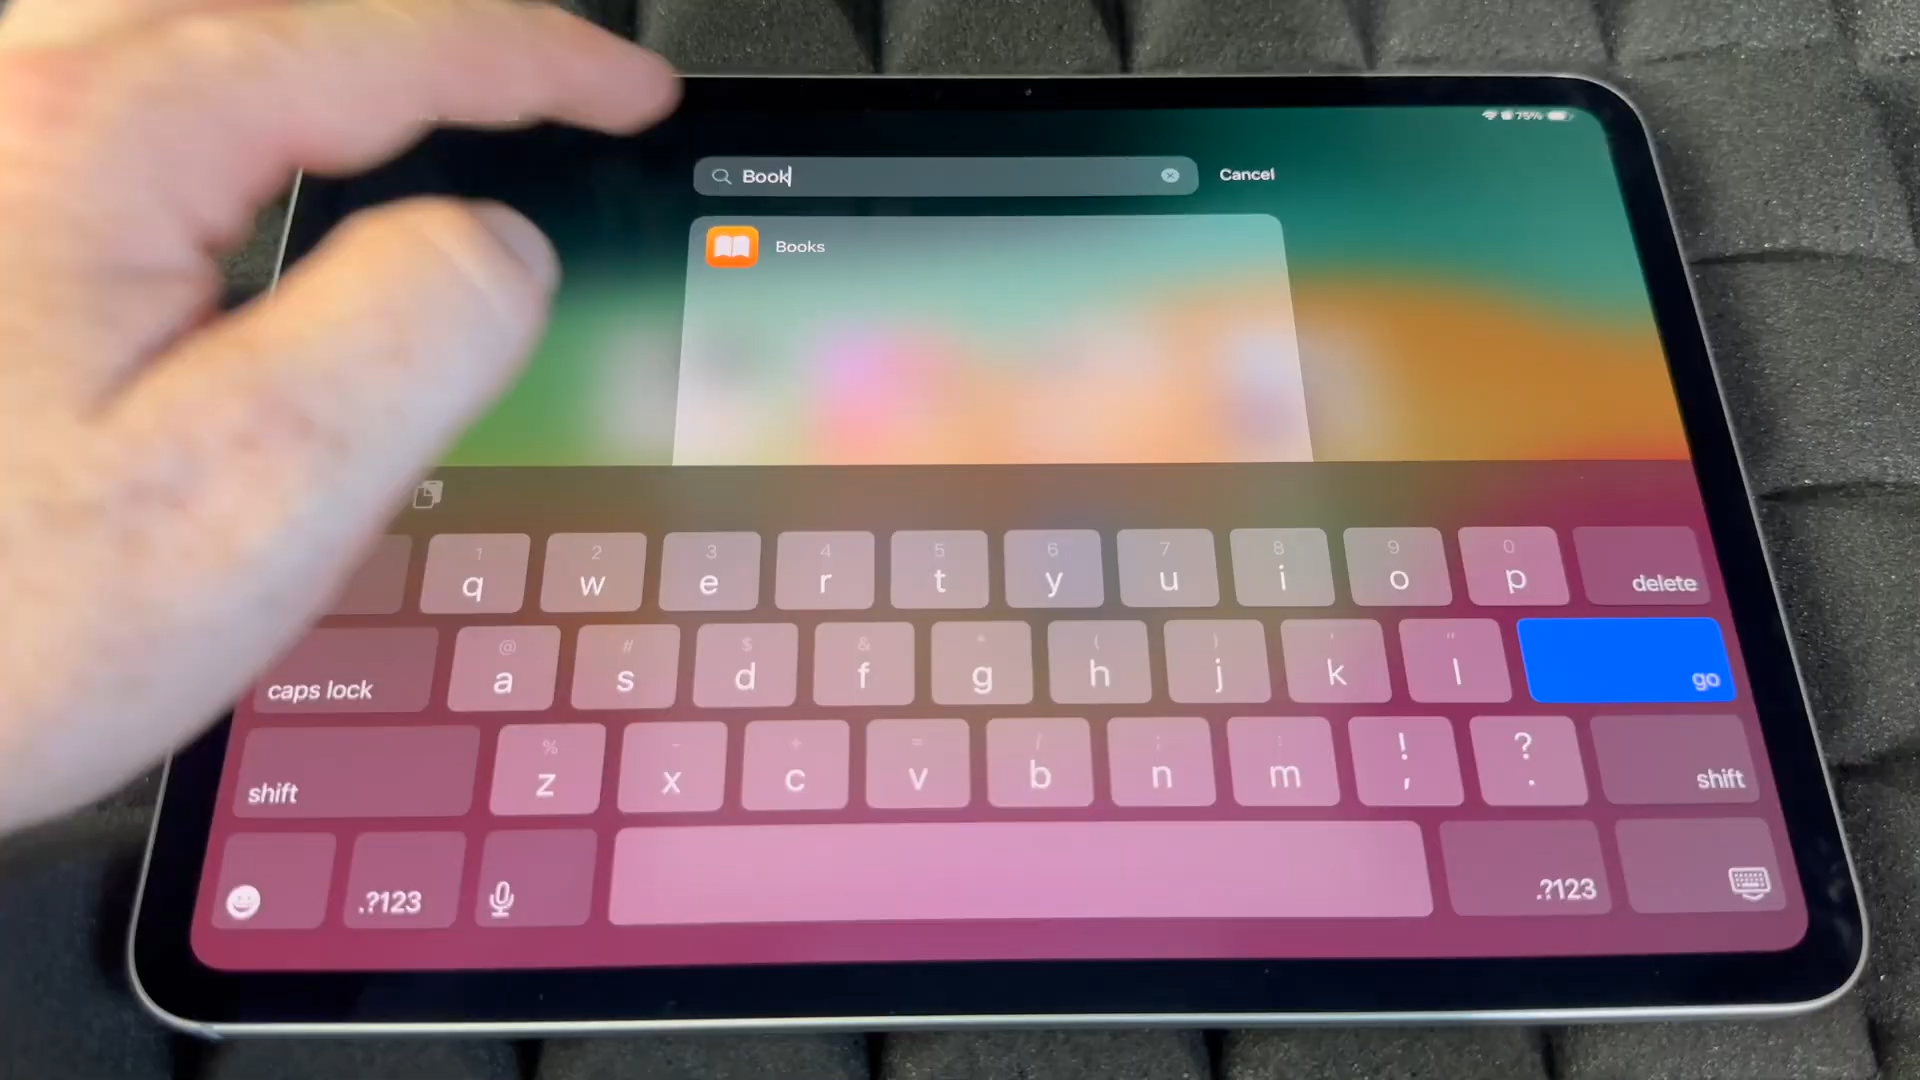 75%
Book
Cancel
Books
1 2 3 4 5 6 7 8 9 0
q w e r t y u i o p delete
@ # $ & * ( ) ' "
caps lock a s d f g h j k l go
% - + = / ; : ! ?
shift z x c v b n m , . shift
.?123 .?123